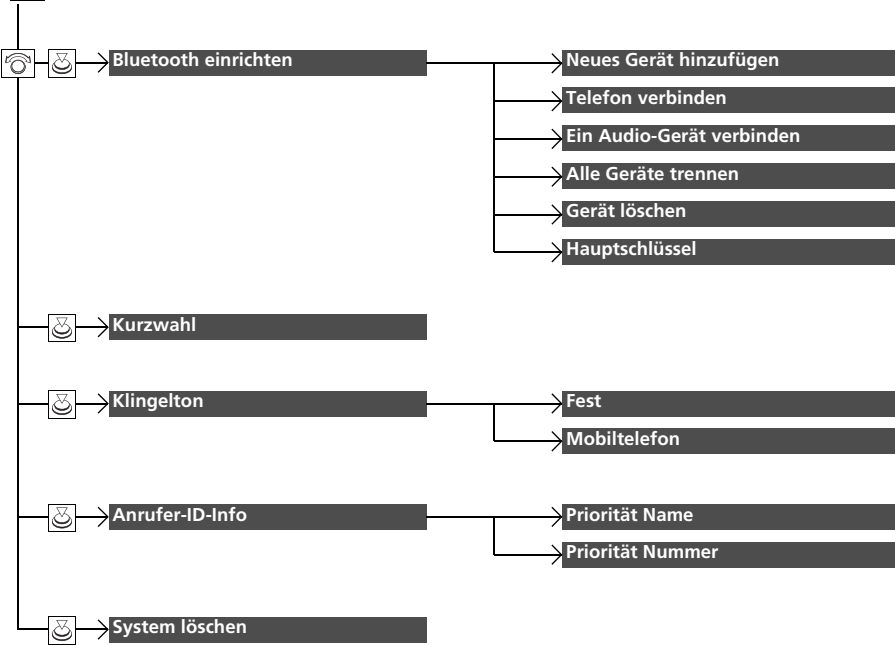 Bluetooth einrichten
Neues Gerät hinzufügen
Telefon verbinden
Ein Audio-Gerät verbinden
Alle Geräte trennen
Gerät löschen
Hauptschlüssel
Kurzwahl
Klingelton
Fest
Mobiltelefon
Anrufer-ID-Info
Priorität Name
Priorität Nummer
System löschen